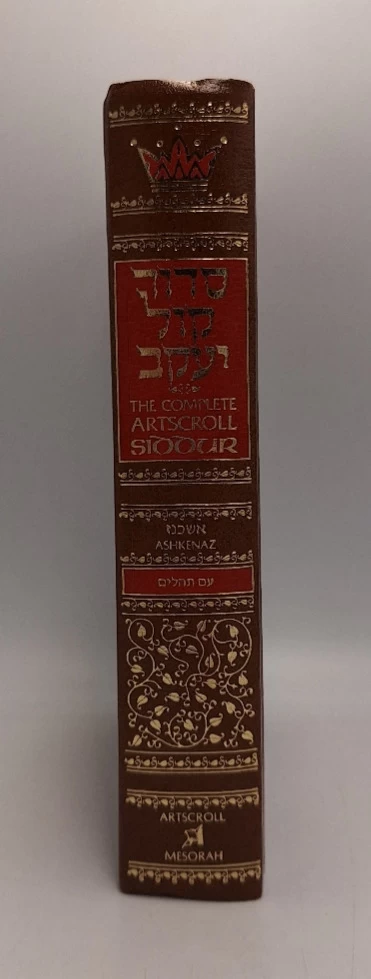 סדור
קול
יעקב
THE COMPLETE
ARTSCROLL
SIDDUR
אשכנז
ASHKENAZ
עם תהלים
ARTSCROLL
MESORAH